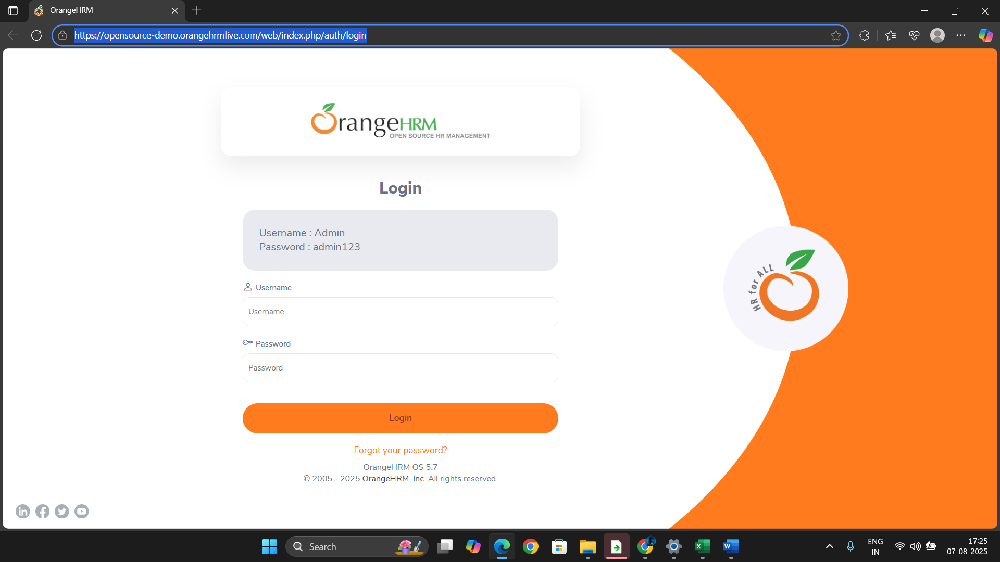 OrangeHRM
https://opensource-demo.orangehrmlive.com/web/index.php/auth/login
OrangeHRM
OPEN SOURCE HR MANAGEMENT
Login
Username : Admin
Password : admin123
Username
Username
Password
Password
Login
Forgot your password?
OrangeHRM OS 5.7
© 2005 - 2025 OrangeHRM, Inc. All rights reserved.
HR for ALL
Search
ENG
IN
17:25
07-08-2025